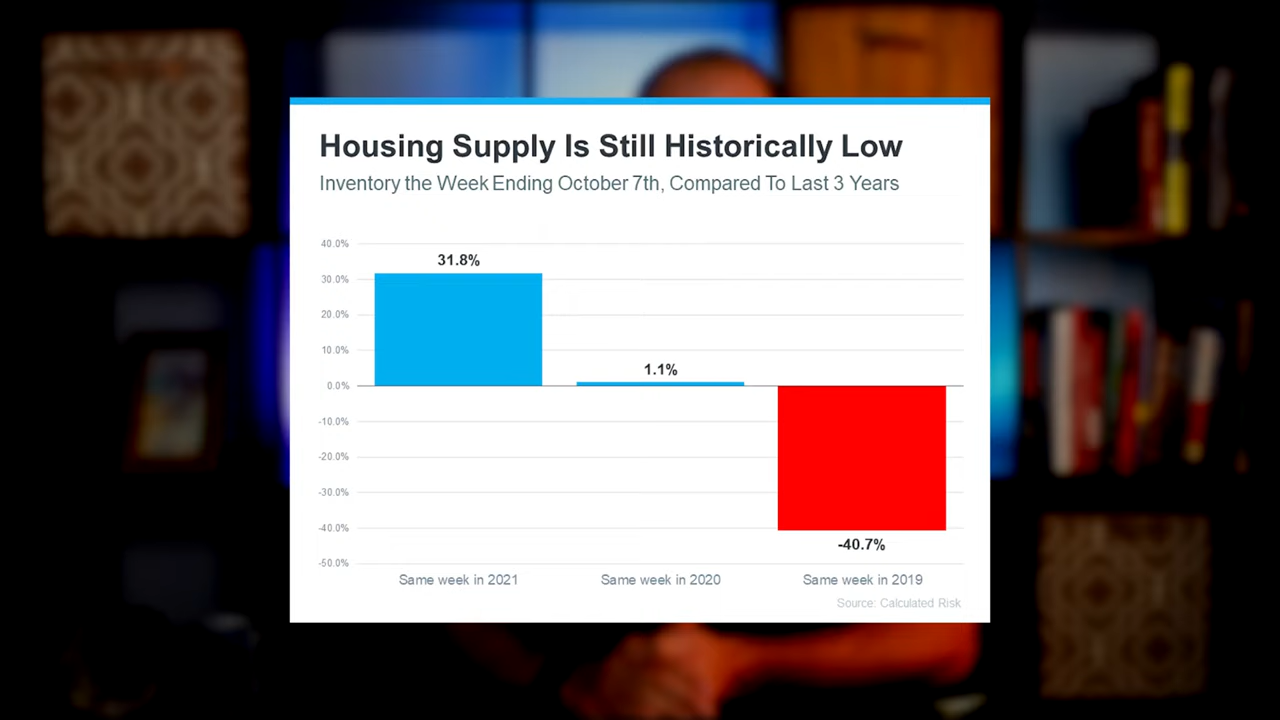 Housing Supply Is Still Historically Low
Inventory the Week Ending October 7th, Compared To Last 3 Years
40.0%
30.0%
20.0%
10.0%
0.0%
-10.0%
-20.0%
-30.0%
-40.0%
-50.0%
31.8%
1.1%
-40.7%
Same week in 2021
Same week in 2020
Same week in 2019
Source: Calculated Risk